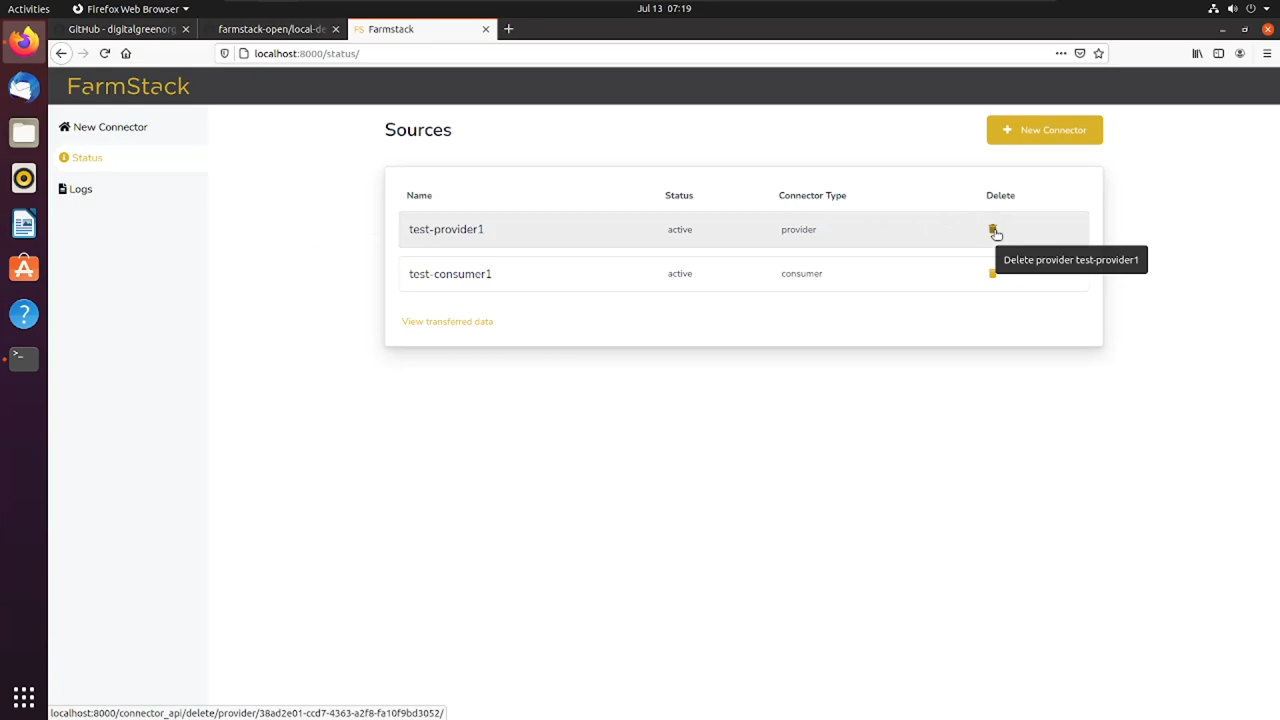 Activities
Firefox Web Browser
Jul 13 07:19
GitHub - digitalgreenorg
farmstack-open/local-de
FS Farmstack
localhost:8000/status/
FarmStack
New Connector
Status
Logs
Sources
+ New Connector
Name Status Connector Type Delete
test-provider1 active provider
Delete provider test-provider1
test-consumer1 active consumer
View transferred data
localhost:8000/connector_api/delete/provider/38ad2e01-ccd7-4363-a2f8-fa10f9bd3052/